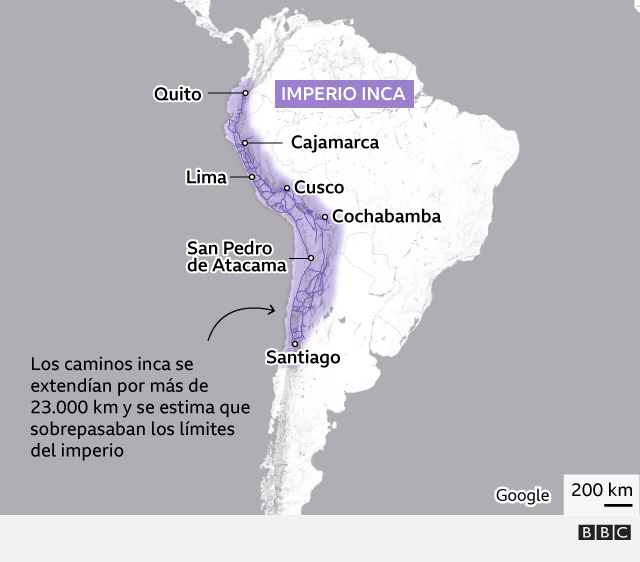 Quito
IMPERIO INCA
Cajamarca
Lima
Cusco
Cochabamba
San Pedro
de Atacama
Santiago
Los caminos inca se
extendían por más de
23.000 km y se estima que
sobrepasaban los límites
del imperio
Google
200 km
BBC